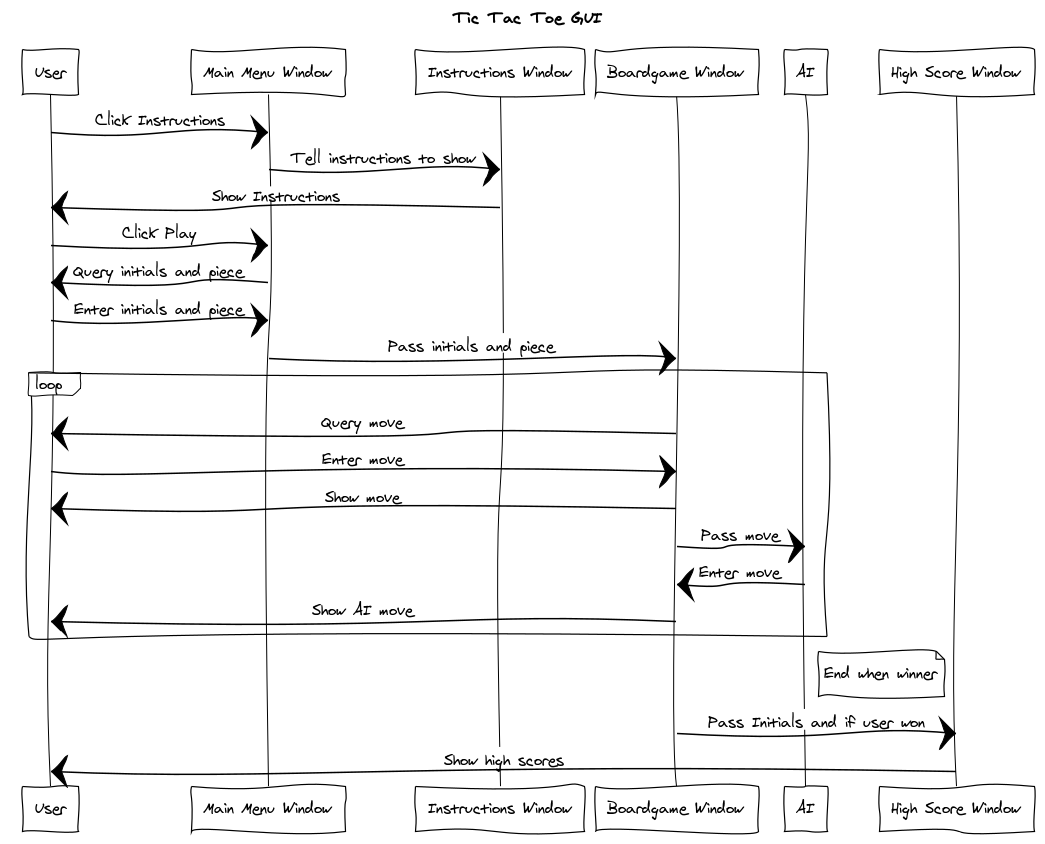 Tic Tac Toe GUI
User
Main Menu Window
Instructions Window
Boardgame Window
AI
High Score Window
Click Instructions
Tell instructions to show
Show Instructions
Click Play
Query initials and piece
Enter initials and piece
Pass initials and piece
loop
Query move
Enter move
Show move
Pass move
Enter move
Show AI move
End when winner
Pass Initials and if user won
Show high scores
User
Main Menu Window
Instructions Window
Boardgame Window
AI
High Score Window